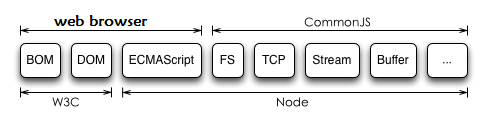 web browser CommonJS
BOM DOM ECMAScript FS TCP Stream Buffer ...
W3C Node